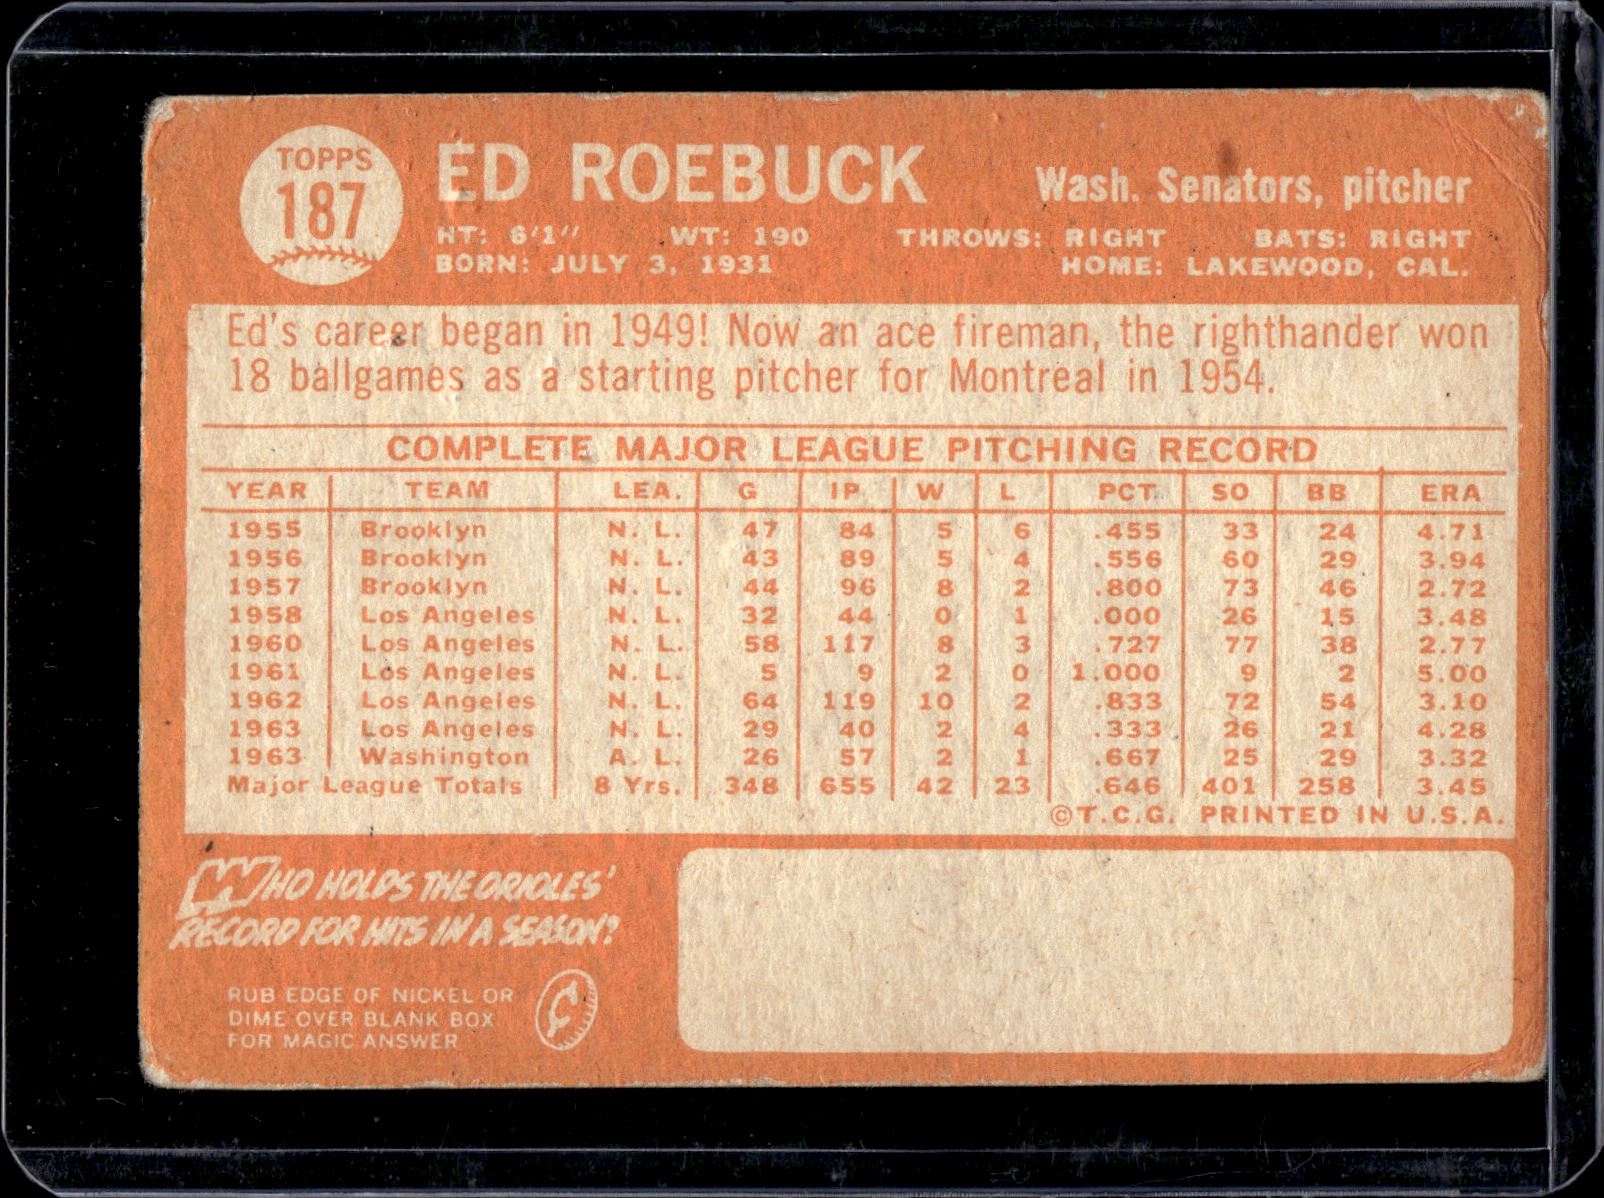 TOPPS
187
ED ROEBUCK
Wash. Senators, pitcher
HT: 6'1" WT: 190 THROWS: RIGHT BATS: RIGHT
BORN: JULY 3, 1931 HOME: LAKEWOOD, CAL.
Ed's career began in 1949! Now an ace fireman, the righthander won
18 ballgames as a starting pitcher for Montreal in 1954.
COMPLETE MAJOR LEAGUE PITCHING RECORD
YEAR TEAM LEA. G IP W L PCT. SO BB ERA
1955 Brooklyn N. L. 47 84 5 6 .455 33 24 4.71
1956 Brooklyn N. L. 43 89 5 4 .556 60 29 3.94
1957 Brooklyn N. L. 44 96 8 2 .800 73 46 2.72
1958 Los Angeles N. L. 32 44 0 1 .000 26 15 3.48
1960 Los Angeles N. L. 58 117 8 3 .727 77 38 2.77
1961 Los Angeles N. L. 5 9 2 0 1.000 9 2 5.00
1962 Los Angeles N. L. 64 119 10 2 .833 72 54 3.10
1963 Los Angeles N. L. 29 40 2 4 .333 26 21 4.28
1963 Washington A. L. 26 57 2 1 .667 25 29 3.32
Major League Totals 8 Yrs. 348 655 42 23 .646 401 258 3.45
©T.C.G. PRINTED IN U.S.A.
WHO HOLDS THE ORIOLES'
RECORD FOR HITS IN A SEASON?
RUB EDGE OF NICKEL OR
DIME OVER BLANK BOX
FOR MAGIC ANSWER